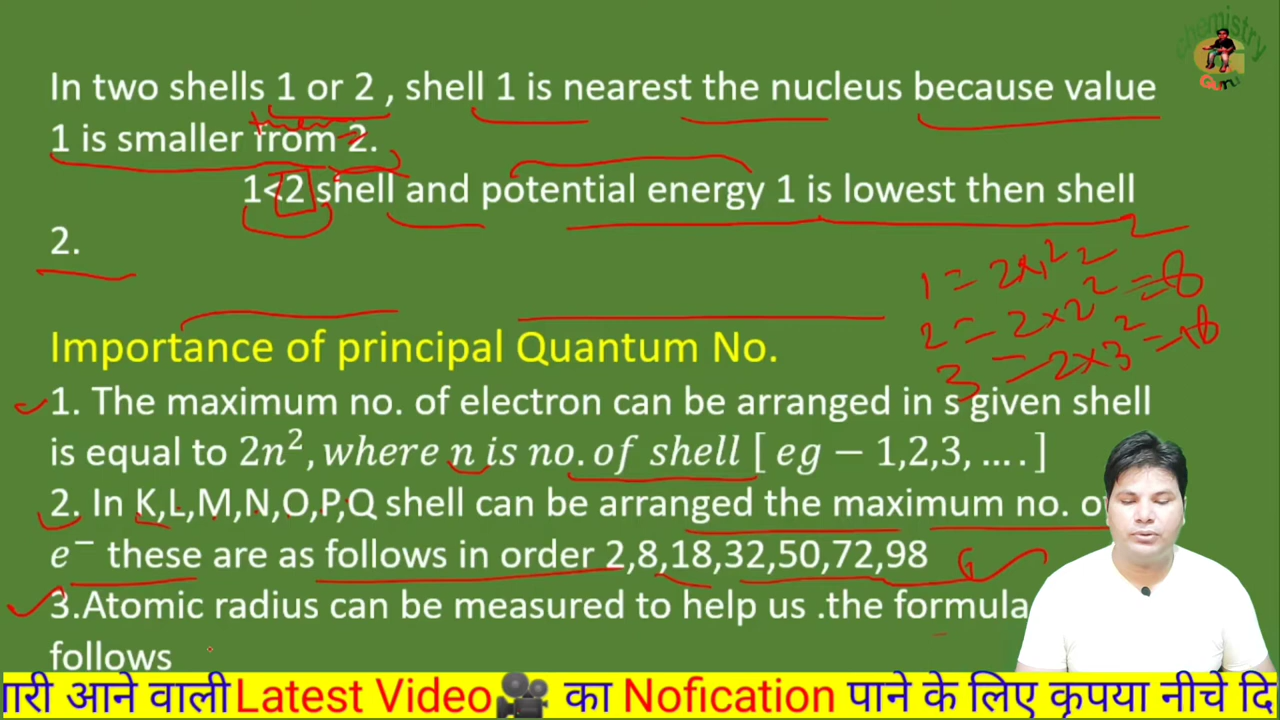 chemistry
G
Guru
In two shells 1 or 2 , shell 1 is nearest the nucleus because value
1 is smaller from 2.
1<2 shell and potential energy 1 is lowest then shell
2.
1 = 2×1² 2
2 = 2×2² = 8
3 = 2×3² = 18
Importance of principal Quantum No.
1. The maximum no. of electron can be arranged in s given shell
is equal to 2n², where n is no. of shell [ eg − 1,2,3, .... ]
2. In K,L,M,N,O,P,Q shell can be arranged the maximum no. of
e⁻ these are as follows in order 2,8,18,32,50,72,98
3.Atomic radius can be measured to help us .the formula
follows
गारी आने वाली Latest Video का Nofication पाने के लिए कृपया नीचे दि